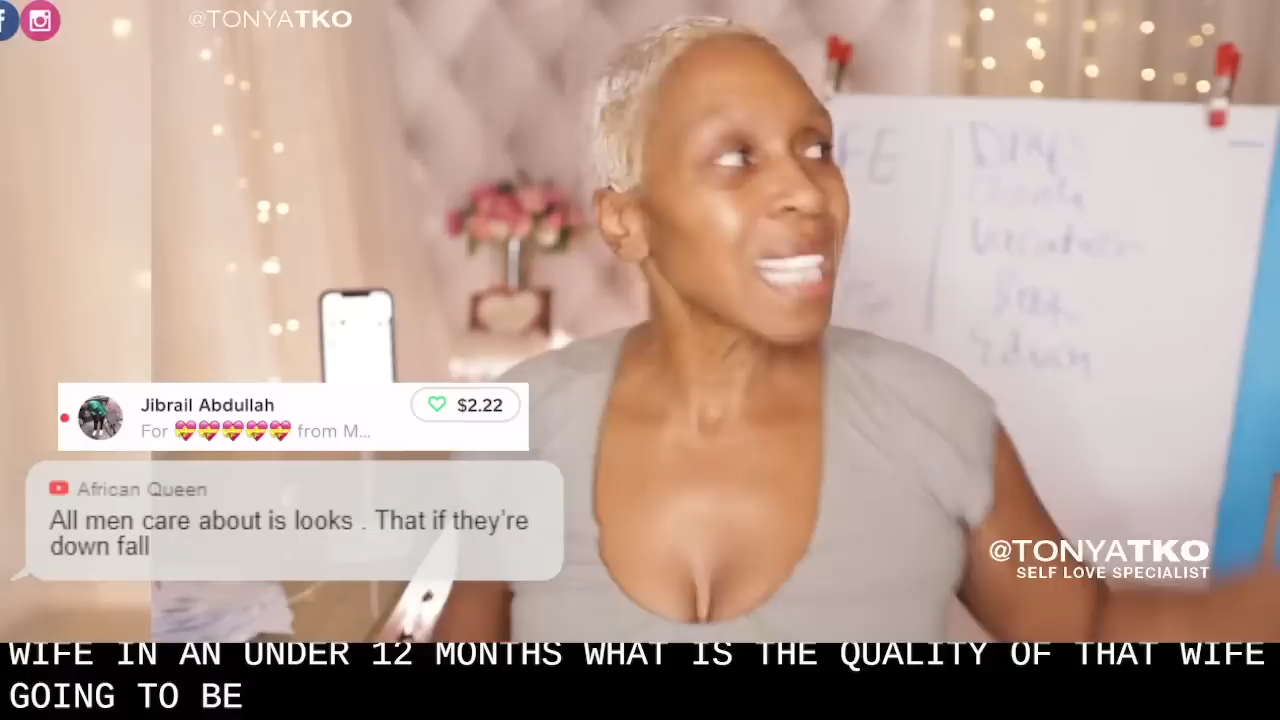 @TONYATKO
FE
Vacation
Jibrail Abdullah
$2.22
For 💝💝💝💝💝 from M...
African Queen
All men care about is looks . That if they're
down fall
@TONYATKO
SELF LOVE SPECIALIST
WIFE IN AN UNDER 12 MONTHS WHAT IS THE QUALITY OF THAT WIFE
GOING TO BE